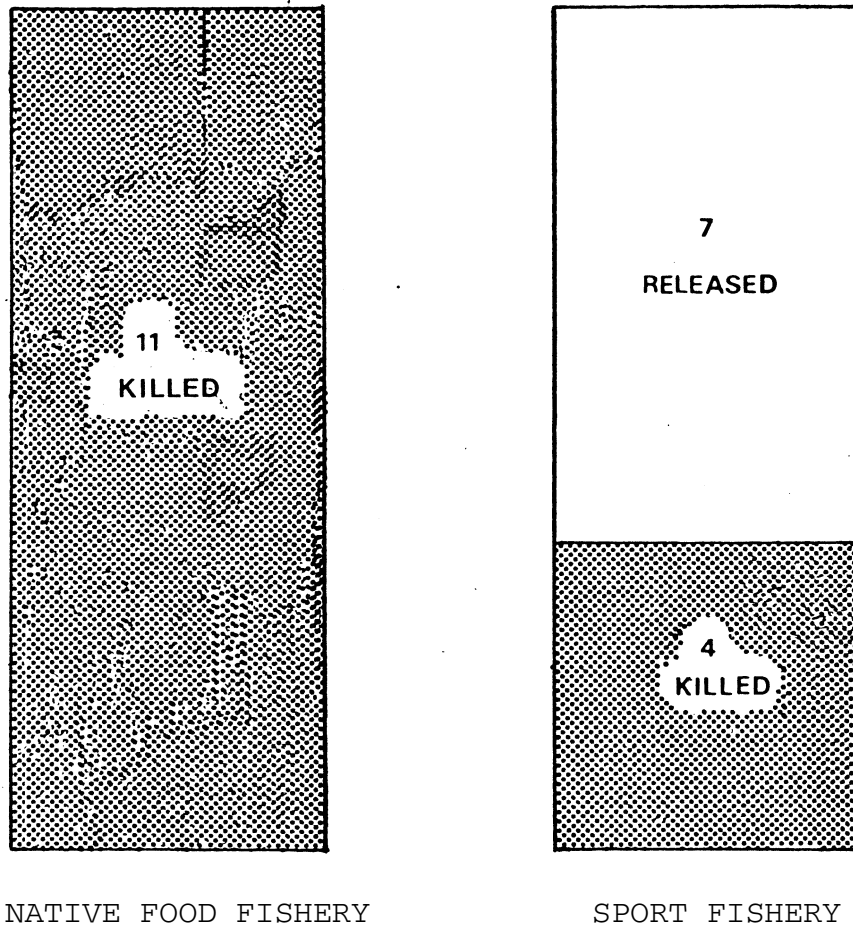 11
KILLED
7
RELEASED
4
KILLED
NATIVE FOOD FISHERY
SPORT FISHERY